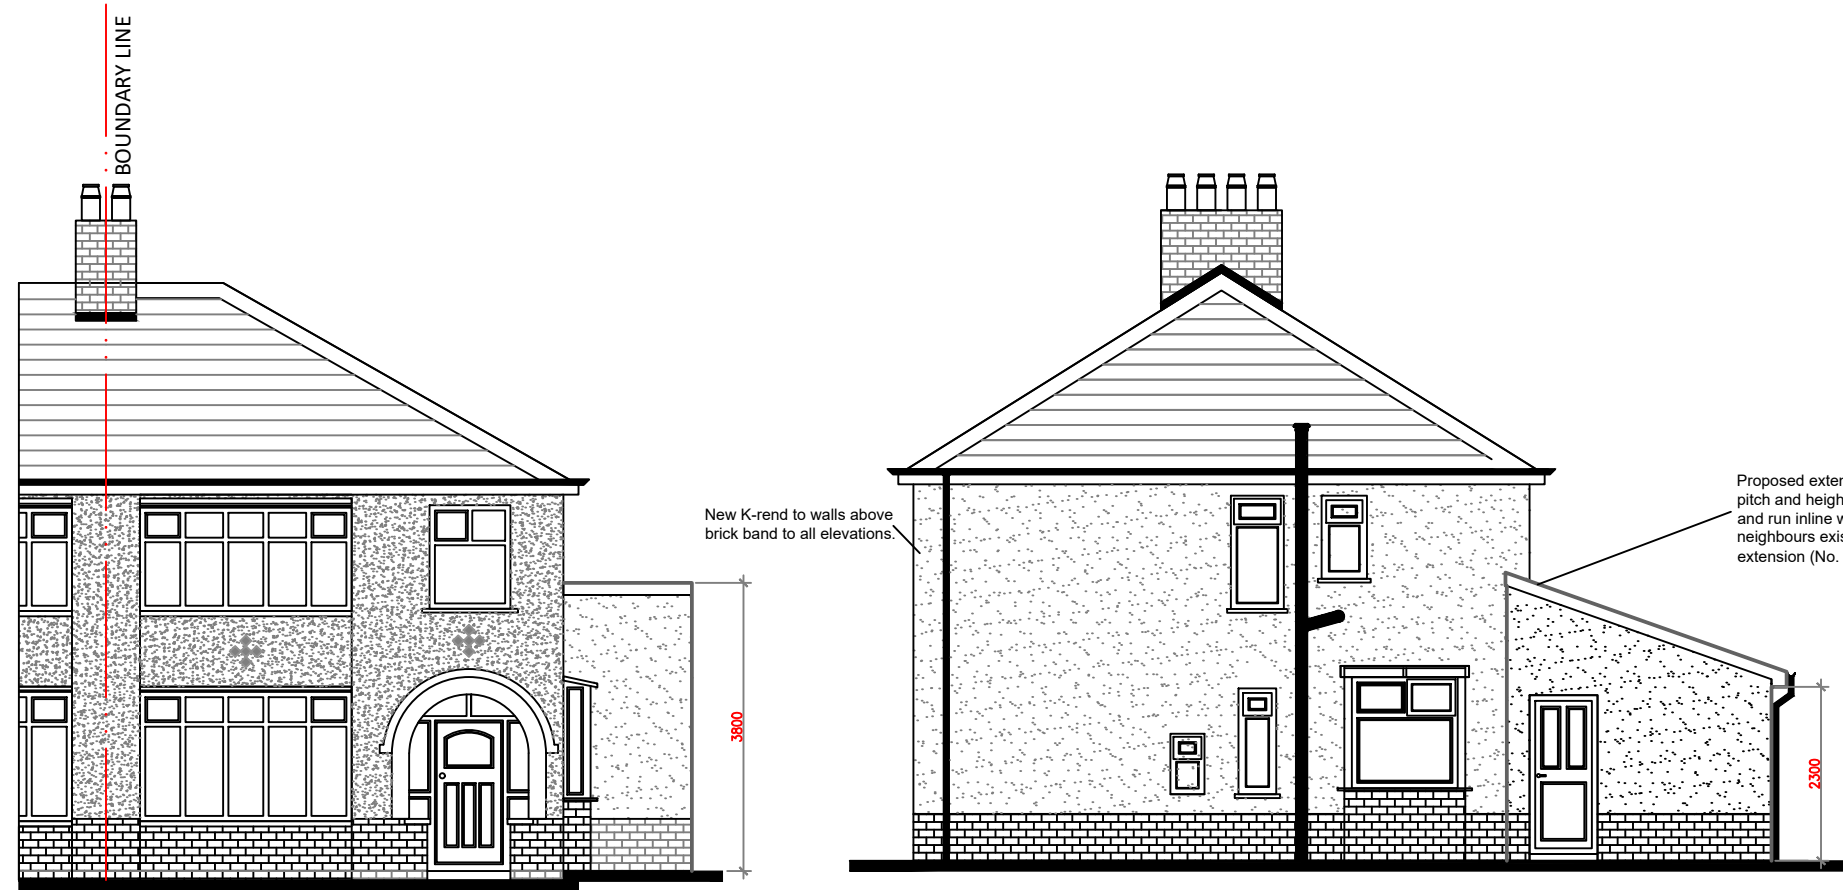 BOUNDARY LINE
New K-rend to walls above
brick band to all elevations.
3800
Proposed exter
pitch and heigh
and run inline w
neighbours exis
extension (No.
2300